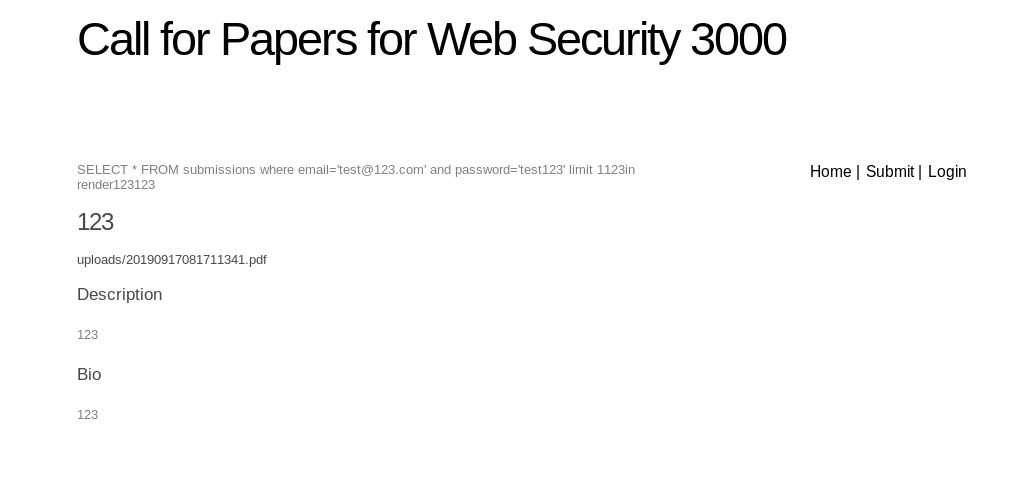 Call for Papers for Web Security 3000
SELECT * FROM submissions where email='test@123.com' and password='test123' limit 1123in
render123123
Home | Submit | Login
123
uploads/20190917081711341.pdf
Description
123
Bio
123